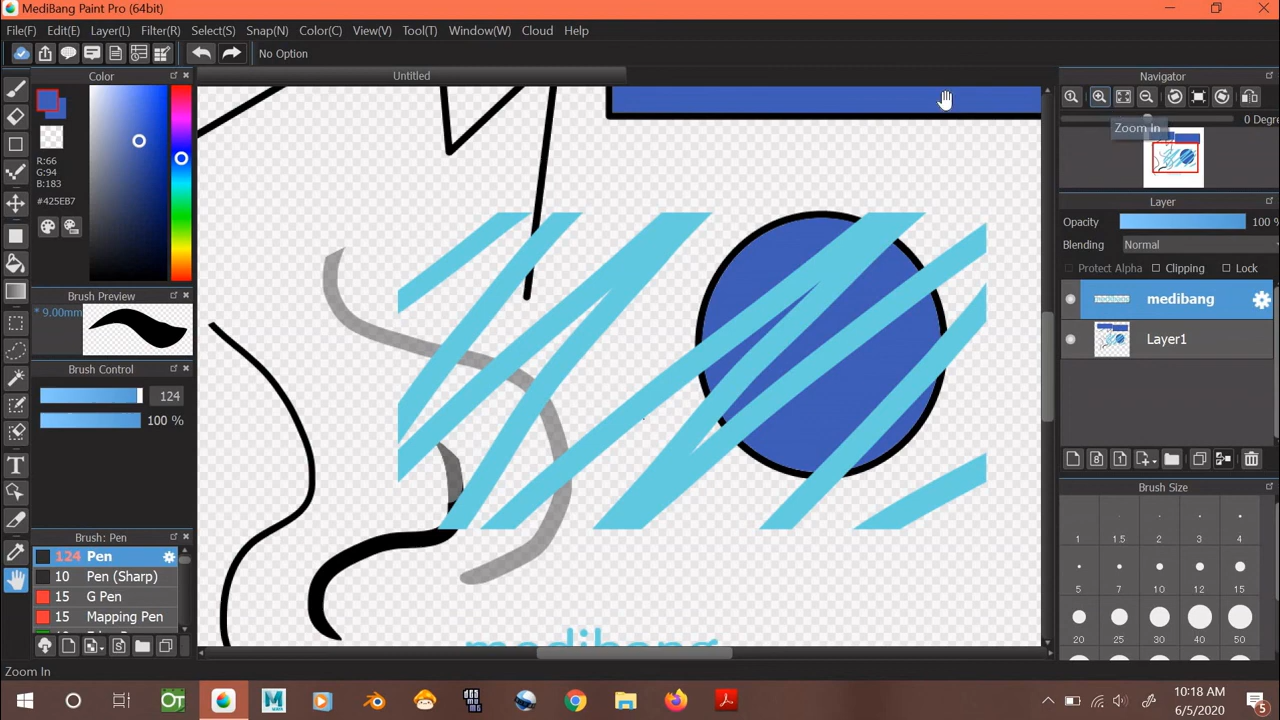 MediBang Paint Pro (64bit)
File(F) Edit(E) Layer(L) Filter(R) Select(S) Snap(N) Color(C) View(V) Tool(T) Window(W) Cloud Help
No Option
Color
Untitled
Navigator
0 Degre
Zoom In
R:66
G:94
B:183
#425EB7
Layer
Opacity 100 %
Blending Normal
Protect Alpha Clipping Lock
medibang
Layer1
Brush Preview
* 9.00mm
Brush Control
124
100 %
T
Brush: Pen
124 Pen
10 Pen (Sharp)
15 G Pen
15 Mapping Pen
medibang
Brush Size
1 1.5 2 3 4
5 7 10 12 15
20 25 30 40 50
Zoom In
OT
M
10:18 AM
6/5/2020
5